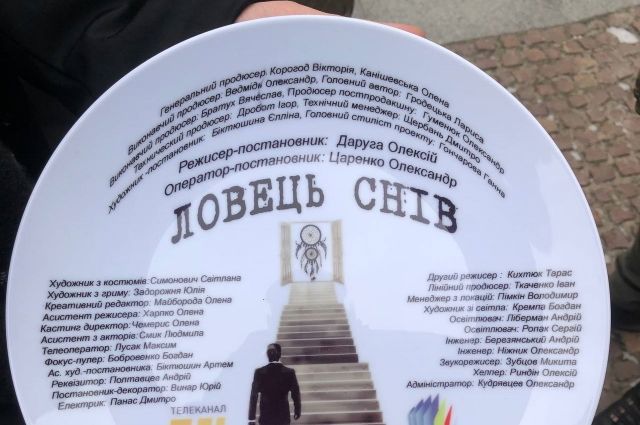 Генеральний продюсер: Корогод Вікторія, Канішевська Олена
Виконавчий продюсер: Ведмідь Олександр, Головний автор: Гродецька Лариса
Виконавчий продюсер: Братух Вячеслав, Продюсер постпродакшну: Гуменюк Олександр
Технічний продюсер: Дробот Ігор, Технічний менеджер: Щербань Дмитро
Художник -постановник: Біктюшина Єлліна, Головний стиліст проекту: Гончарова Ганна
Режисер-постановник: Даруга Олексій
Оператор-постановник: Царенко Олександр
ЛОВЕЦЬ СНІВ
Художник з костюмів: Симонович Світлана
Художник з гриму: Задорожня Юлія
Креативний редактор: Майборода Олена
Асистент режисера: Харпко Олена
Кастинг директор: Чемерис Олена
Асистент з акторів: Смик Людмила
Телеоператор: Лусак Максим
Фокус-пулер: Бобровенко Богдан
Ас. худ.-постановника: Біктюшин Артем
Реквізитор: Полтавцев Андрій
Постановник-декоратор: Винар Юрій
Електрик: Панас Дмитро
Другий режисер : Кихтюк Тарас
Лінійний продюсер: Ткаченко Іван
Менеджер з локацій: Пімкін Володимир
Художник зі світла: Кремпа Богдан
Освітлювач: Ліберман Андрій
Освітлювач: Ропак Сергій
Інженер: Березянський Андрій
Інженер: Ніжник Олександр
Звукорежисер: Зубцов Микита
Хелпер: Риндін Олексій
Адміністратор: Кудрявцев Олександр
ТЕЛЕКАНАЛ